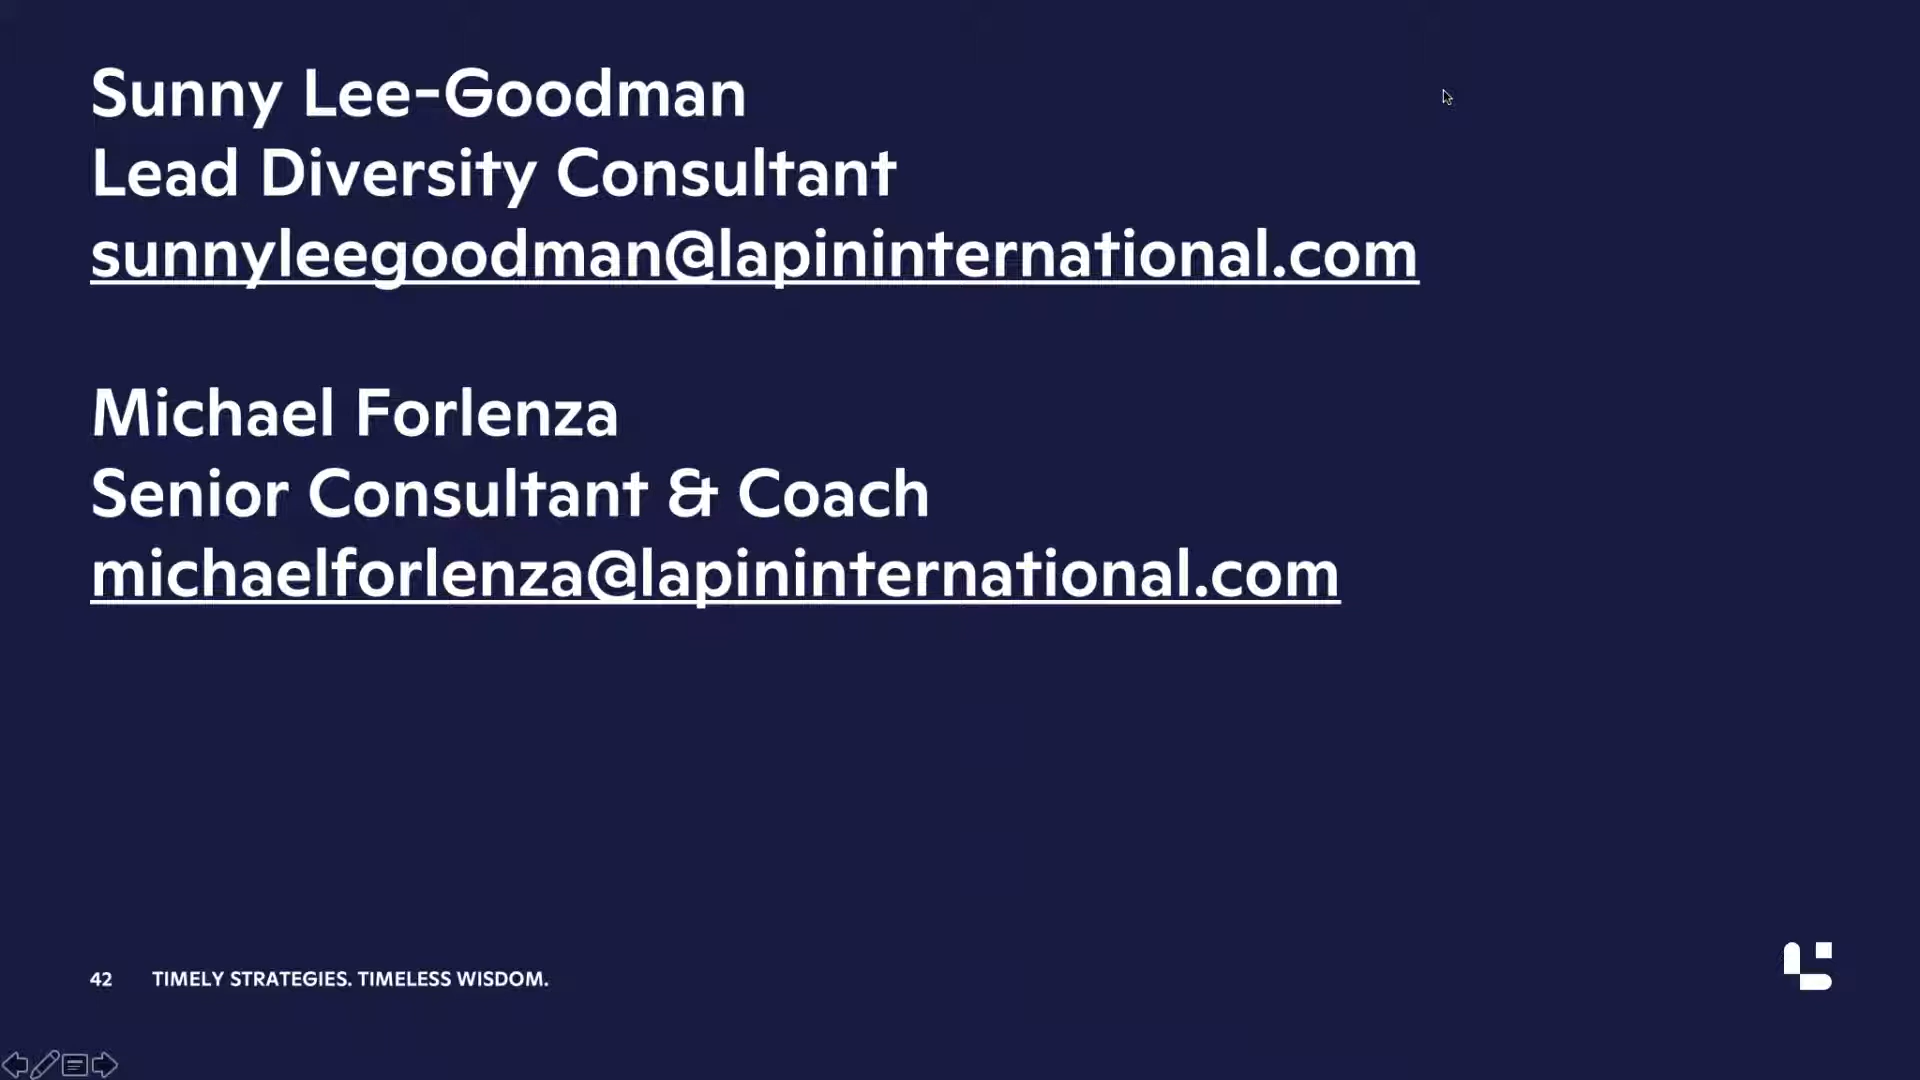 Sunny Lee-Goodman
Lead Diversity Consultant
sunnyleegoodman@lapininternational.com
Michael Forlenza
Senior Consultant & Coach
michaelforlenza@lapininternational.com
42 TIMELY STRATEGIES. TIMELESS WISDOM.